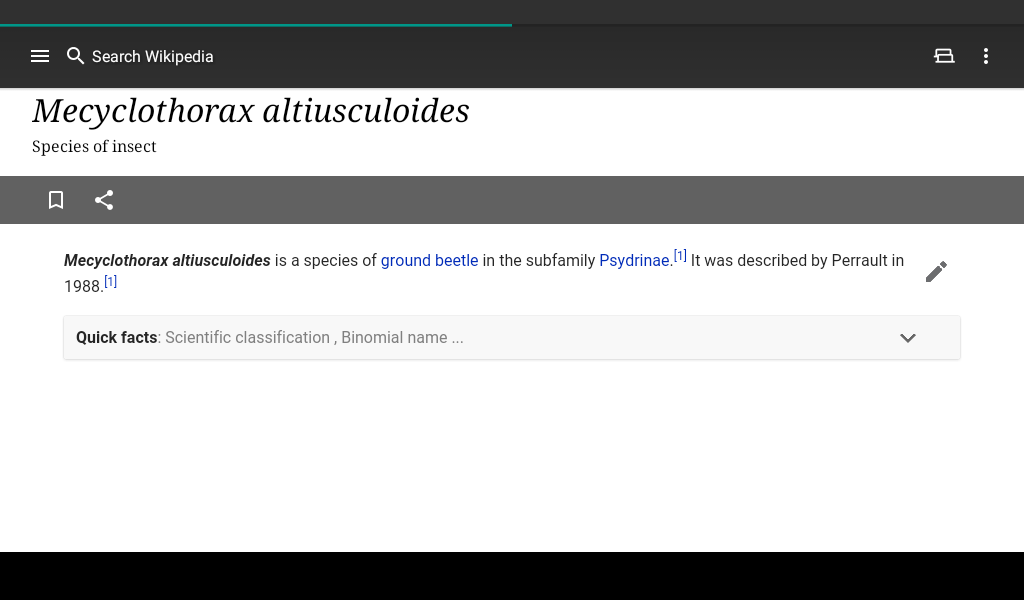 Search Wikipedia
Mecyclothorax altiusculoides
Species of insect
Mecyclothorax altiusculoides is a species of ground beetle in the subfamily Psydrinae.[1] It was described by Perrault in
1988.[1]
Quick facts: Scientific classification , Binomial name ...